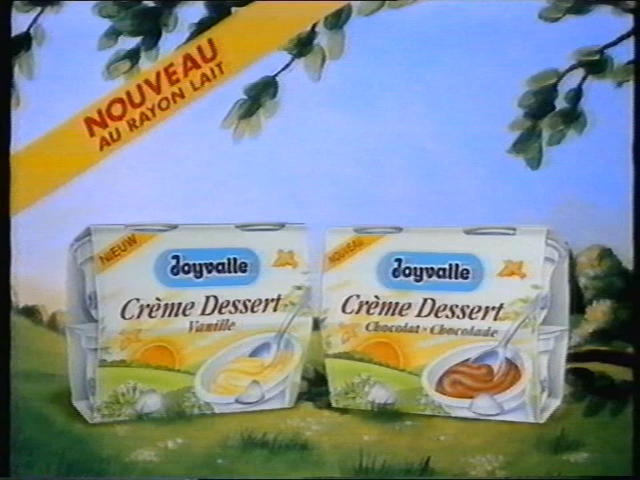 NOUVEAU
AU RAYON LAIT
NIEUW
Joyvalle
Crème Dessert
Vanille
NOUVEAU
Joyvalle
Crème Dessert
Chocolat - Chocolade